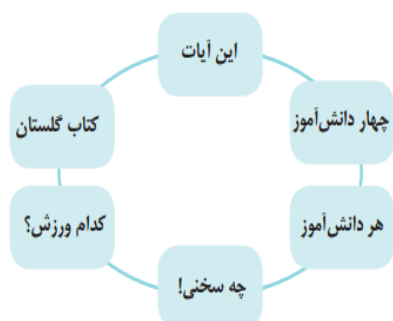 این آیات
چهار دانش‌آموز
هر دانش‌آموز
چه سخنی!
کدام ورزش؟
کتاب گلستان